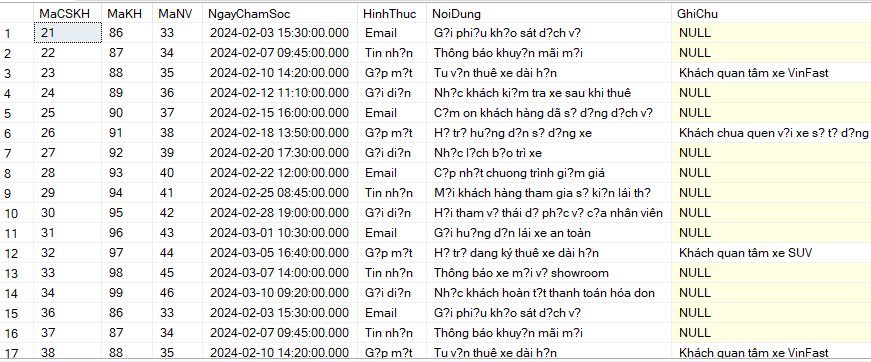 MaCSKH MaKH MaNV NgayChamSoc HinhThuc NoiDung GhiChu
1 21 86 33 2024-02-03 15:30:00.000 Email G?i phi?u kh?o sát d?ch v? NULL
2 22 87 34 2024-02-07 09:45:00.000 Tin nh?n Thông báo khuy?n mãi m?i NULL
3 23 88 35 2024-02-10 14:20:00.000 G?p m?t Tu v?n thuê xe dài h?n Khách quan tâm xe VinFast
4 24 89 36 2024-02-12 11:10:00.000 G?i di?n Nh?c khách ki?m tra xe sau khi thuê NULL
5 25 90 37 2024-02-15 16:00:00.000 Email C?m on khách hàng dã s? d?ng d?ch v? NULL
6 26 91 38 2024-02-18 13:50:00.000 G?p m?t H? tr? hu?ng d?n s? d?ng xe Khách chua quen v?i xe s? t? d?ng
7 27 92 39 2024-02-20 17:30:00.000 G?i di?n Nh?c l?ch b?o trì xe NULL
8 28 93 40 2024-02-22 12:00:00.000 Email C?p nh?t chuong trình gi?m giá NULL
9 29 94 41 2024-02-25 08:45:00.000 Tin nh?n M?i khách hàng tham gia s? ki?n lái th? NULL
10 30 95 42 2024-02-28 19:00:00.000 G?i di?n H?i tham v? thái d? ph?c v? c?a nhân viên NULL
11 31 96 43 2024-03-01 10:30:00.000 Email G?i hu?ng d?n lái xe an toàn NULL
12 32 97 44 2024-03-05 16:40:00.000 G?p m?t H? tr? dang ký thuê xe dài h?n Khách quan tâm xe SUV
13 33 98 45 2024-03-07 14:00:00.000 Tin nh?n Thông báo xe m?i v? showroom NULL
14 34 99 46 2024-03-10 09:20:00.000 G?i di?n Nh?c khách hoàn t?t thanh toán hóa don NULL
15 36 86 33 2024-02-03 15:30:00.000 Email G?i phi?u kh?o sát d?ch v? NULL
16 37 87 34 2024-02-07 09:45:00.000 Tin nh?n Thông báo khuy?n mãi m?i NULL
17 38 88 35 2024-02-10 14:20:00.000 G?p m?t Tu v?n thuê xe dài h?n Khách quan tâm xe VinFast